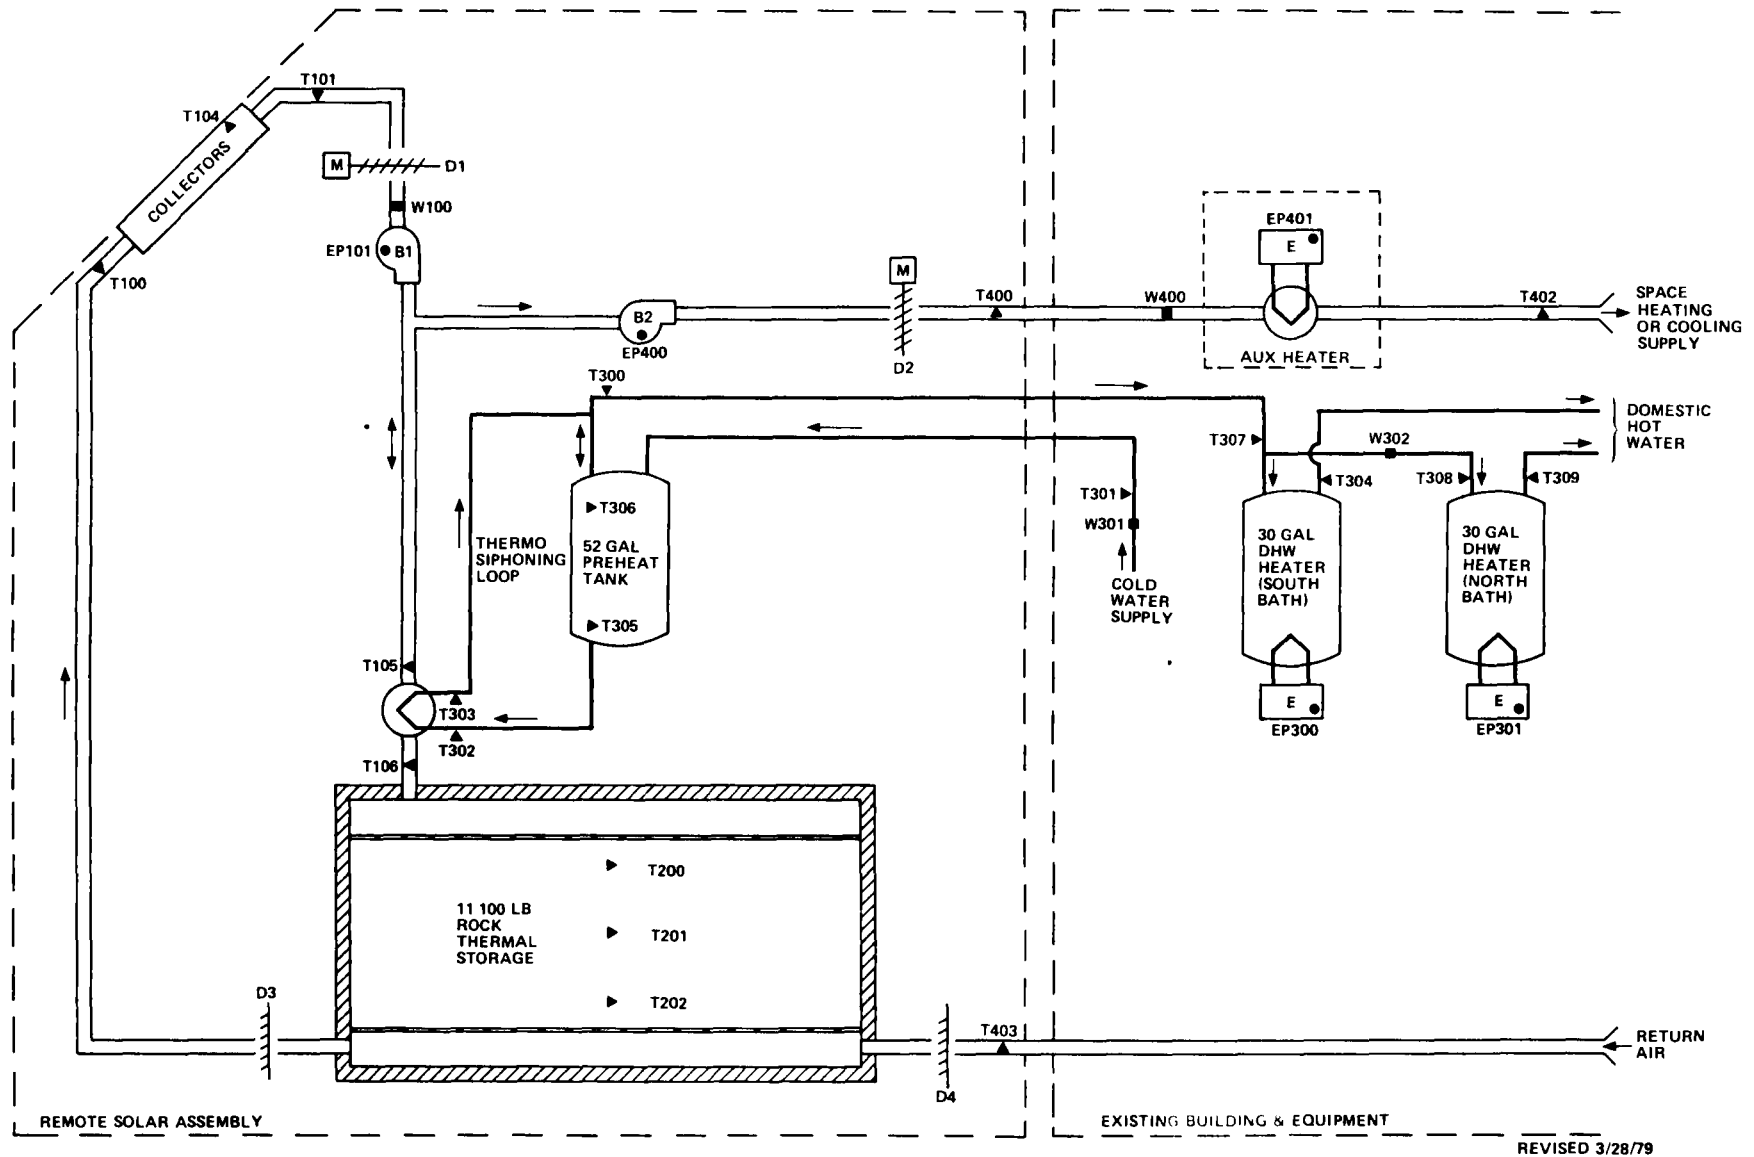 T101
T104
COLLECTORS
M
D1
W100
EP101
B1
T100
EP401
E
M
T400
W400
T402
SPACE
HEATING
OR COOLING
SUPPLY
B2
EP400
D2
AUX HEATER
T300
DOMESTIC
HOT
WATER
T307
W302
T304
T308
T309
T301
W301
COLD
WATER
SUPPLY
T306
52 GAL
PREHEAT
TANK
T305
THERMO
SIPHONING
LOOP
30 GAL
DHW
HEATER
(SOUTH
BATH)
30 GAL
DHW
HEATER
(NORTH
BATH)
E
EP300
E
EP301
T105
T303
T302
T106
T200
11 100 LB
ROCK
THERMAL
STORAGE
T201
T202
D3
T403
D4
RETURN
AIR
REMOTE SOLAR ASSEMBLY
EXISTING BUILDING & EQUIPMENT
REVISED 3/28/79